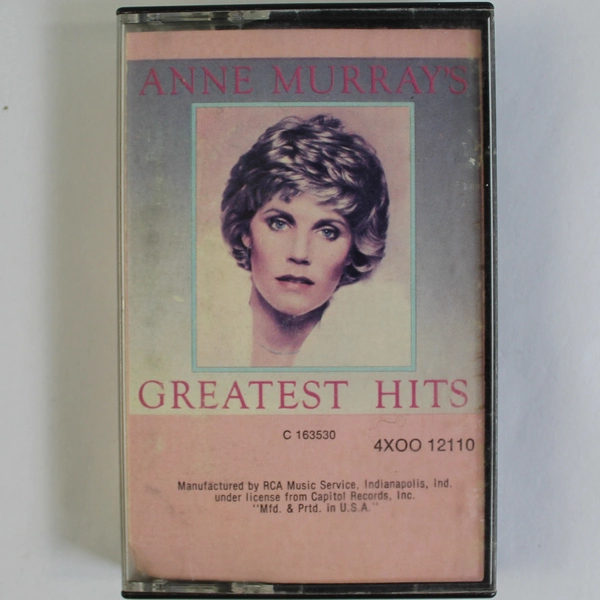 ANNE MURRAY'S
GREATEST HITS
C 163530
4XOO 12110
Manufactured by RCA Music Service, Indianapolis, Ind.
under license from Capitol Records, Inc.
"Mfd. & Prtd. in U.S.A."